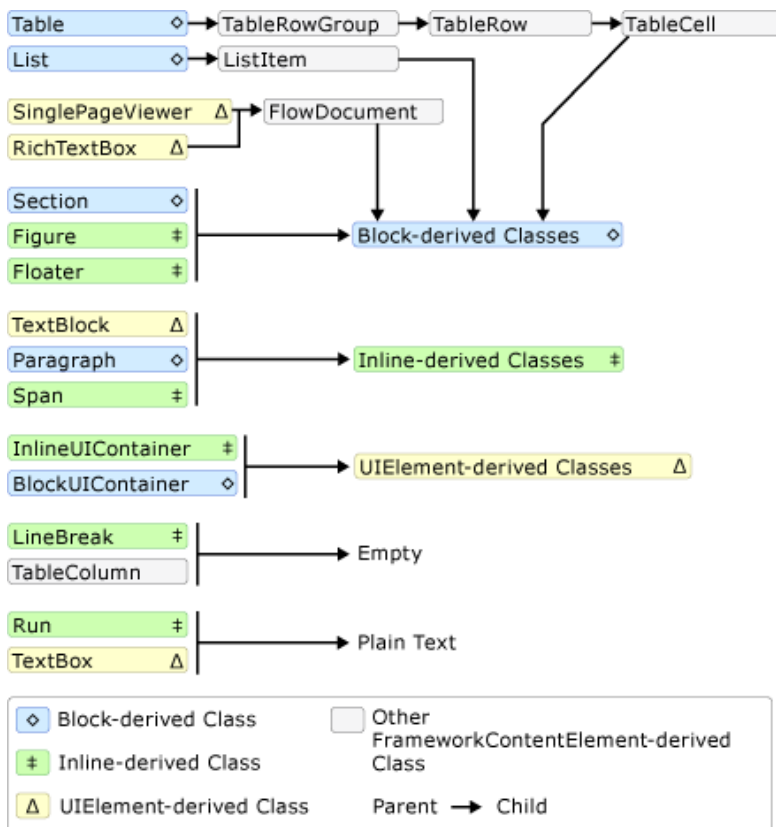 Table ◇ TableRowGroup TableRow TableCell
List ◇ ListItem
SinglePageViewer Δ FlowDocument
RichTextBox Δ
Section ◇
Figure ‡
Block-derived Classes ◇
Floater ‡
TextBlock Δ
Paragraph ◇ Inline-derived Classes ‡
Span ‡
InlineUIContainer ‡
UIElement-derived Classes Δ
BlockUIContainer ◇
LineBreak ‡
Empty
TableColumn
Run ‡
Plain Text
TextBox Δ
◇ Block-derived Class
‡ Inline-derived Class
Δ UIElement-derived Class
Other
FrameworkContentElement-derived
Class
Parent → Child